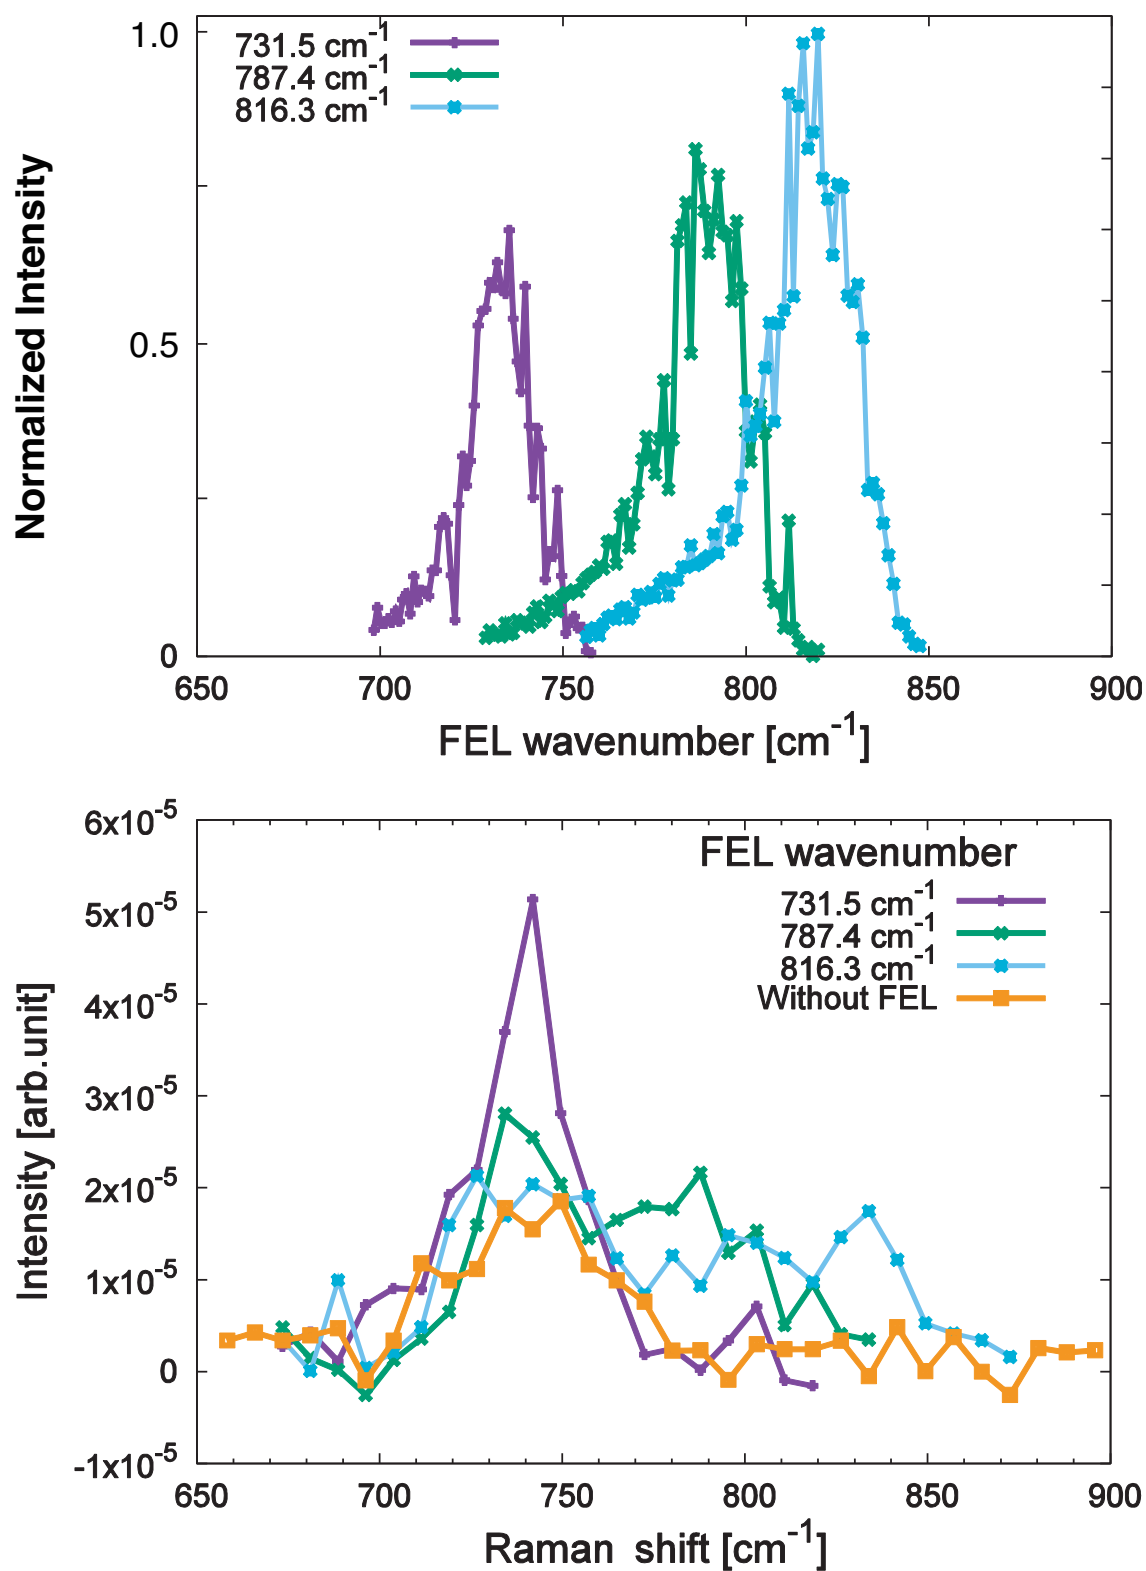 1.0
731.5 cm⁻¹
787.4 cm⁻¹
816.3 cm⁻¹
Normalized Intensity
0.5
0
650 700 750 800 850 900
FEL wavenumber [cm⁻¹]
6x10⁻⁵
FEL wavenumber
5x10⁻⁵
731.5 cm⁻¹
787.4 cm⁻¹
816.3 cm⁻¹
Without FEL
4x10⁻⁵
Intensity [arb.unit]
3x10⁻⁵
2x10⁻⁵
1x10⁻⁵
0
-1x10⁻⁵
650 700 750 800 850 900
Raman shift [cm⁻¹]